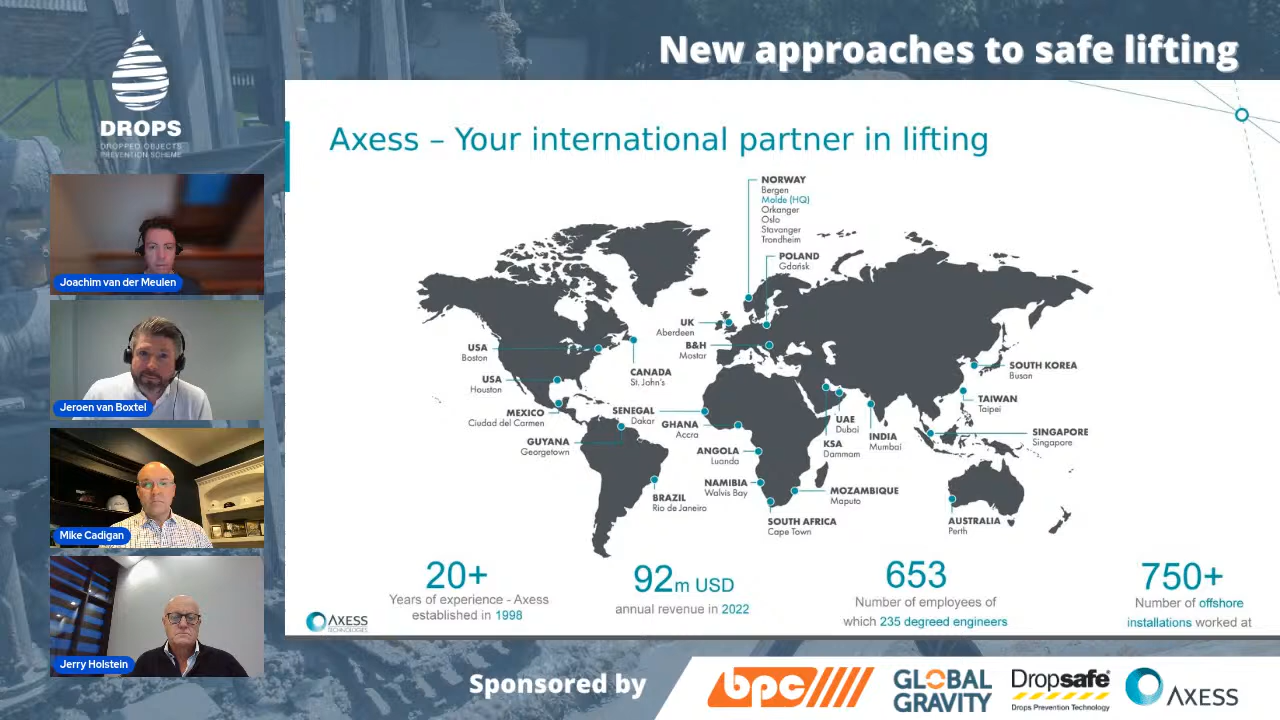 New approaches to safe lifting
DROPS
DROPPED OBJECTS
PREVENTION SCHEME
Joachim van der Meulen
Jeroen van Boxtel
Mike Cadigan
Jerry Holstein
Axess – Your international partner in lifting
NORWAY
Bergen
Molde (HQ)
Orkanger
Oslo
Stavanger
Trondheim
POLAND
Gdańsk
UK
Aberdeen
B&H
Mostar
USA
Boston
USA
Houston
CANADA
St. John's
MEXICO
Ciudad del Carmen
SENEGAL
Dakar
GHANA
Accra
GUYANA
Georgetown
ANGOLA
Luanda
NAMIBIA
Walvis Bay
BRAZIL
Rio de Janeiro
SOUTH AFRICA
Cape Town
MOZAMBIQUE
Maputo
KSA
Dammam
UAE
Dubai
INDIA
Mumbai
SOUTH KOREA
Busan
TAIWAN
Taipei
SINGAPORE
Singapore
AUSTRALIA
Perth
20+
Years of experience - Axess
established in 1998
92m USD
annual revenue in 2022
653
Number of employees of
which 235 degreed engineers
750+
Number of offshore
installations worked at
AXESS
TECHNOLOGIES
Sponsored by
bpc
GLOBAL
GRAVITY
Dropsafe
Drops Prevention Technology
AXESS